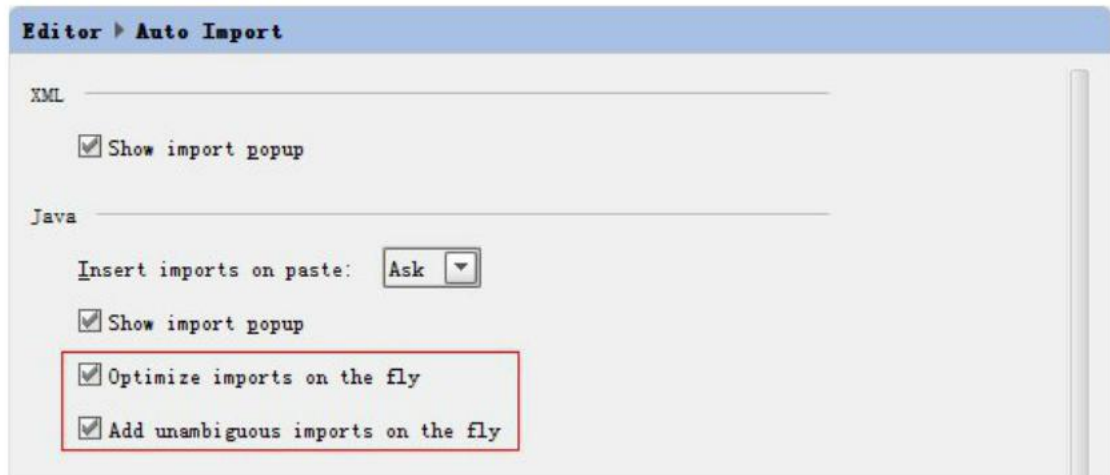 Editor ▸ Auto Import
XML
Show import popup
Java
Insert imports on paste: Ask
Show import popup
Optimize imports on the fly
Add unambiguous imports on the fly